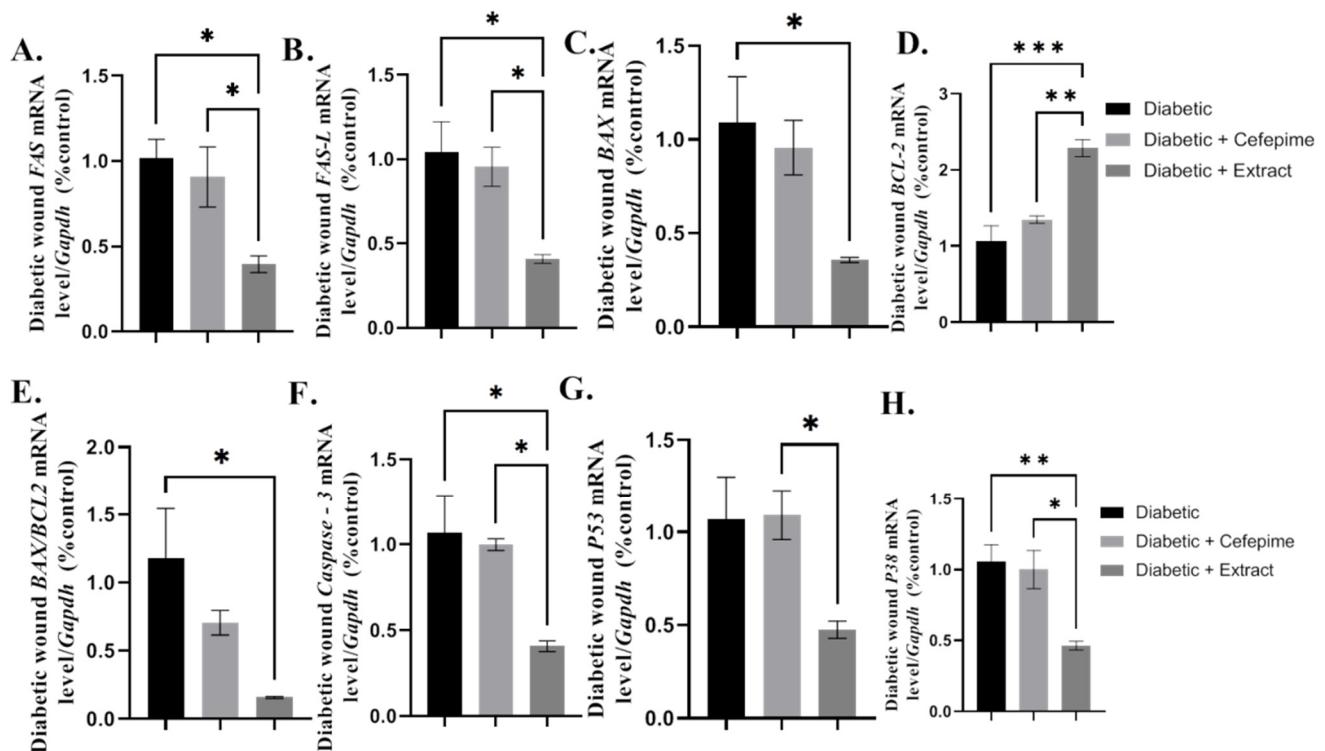 A.
Diabetic wound FAS mRNA
level/Gapdh (%control)
1.5
1.0
0.5
0.0
*
*
B.
Diabetic wound FAS-L mRNA
level/Gapdh (%control)
1.5
1.0
0.5
0.0
*
*
C.
Diabetic wound BAX mRNA
level/Gapdh (%control)
1.5
1.0
0.5
0.0
*
D.
Diabetic wound BCL-2 mRNA
level/Gapdh (%control)
3
2
1
0
***
**
Diabetic
Diabetic + Cefepime
Diabetic + Extract
E.
Diabetic wound BAX/BCL2 mRNA
level/Gapdh (%control)
2.0
1.5
1.0
0.5
0.0
*
F.
Diabetic wound Caspase - 3 mRNA
level/Gapdh (%control)
1.5
1.0
0.5
0.0
*
*
G.
Diabetic wound P53 mRNA
level/Gapdh (%control)
1.5
1.0
0.5
0.0
*
H.
Diabetic wound P38 mRNA
level/Gapdh (%control)
1.5
1.0
0.5
0.0
**
*
Diabetic
Diabetic + Cefepime
Diabetic + Extract